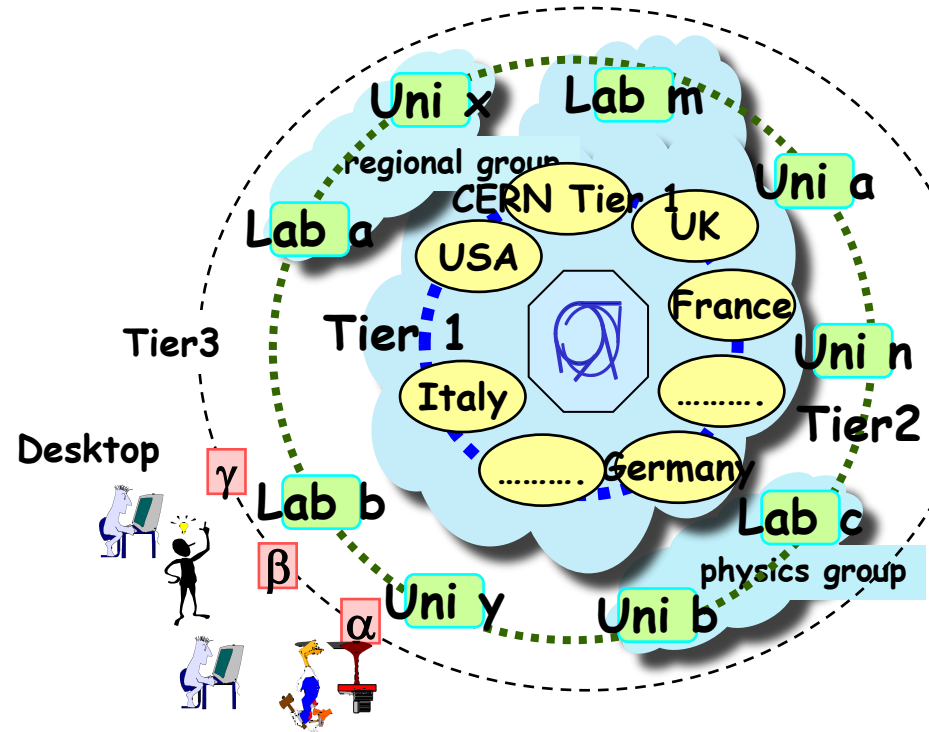 Uni x
Lab m
regional group
Uni a
CERN Tier 1
UK
Lab a
USA
France
Tier 1
Tier3
Uni n
Italy
……….
Tier2
Desktop
γ
……….
Germany
Lab b
Lab c
β
physics group
Uni y
Uni b
α